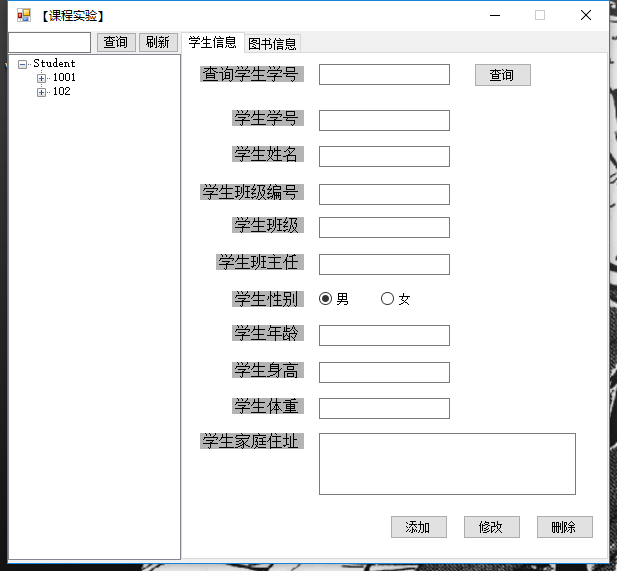 【课程实验】
查询 刷新 学生信息 图书信息
Student
1001
102
查询学生学号 查询
学生学号
学生姓名
学生班级编号
学生班级
学生班主任
学生性别 男 女
学生年龄
学生身高
学生体重
学生家庭住址
添加 修改 删除